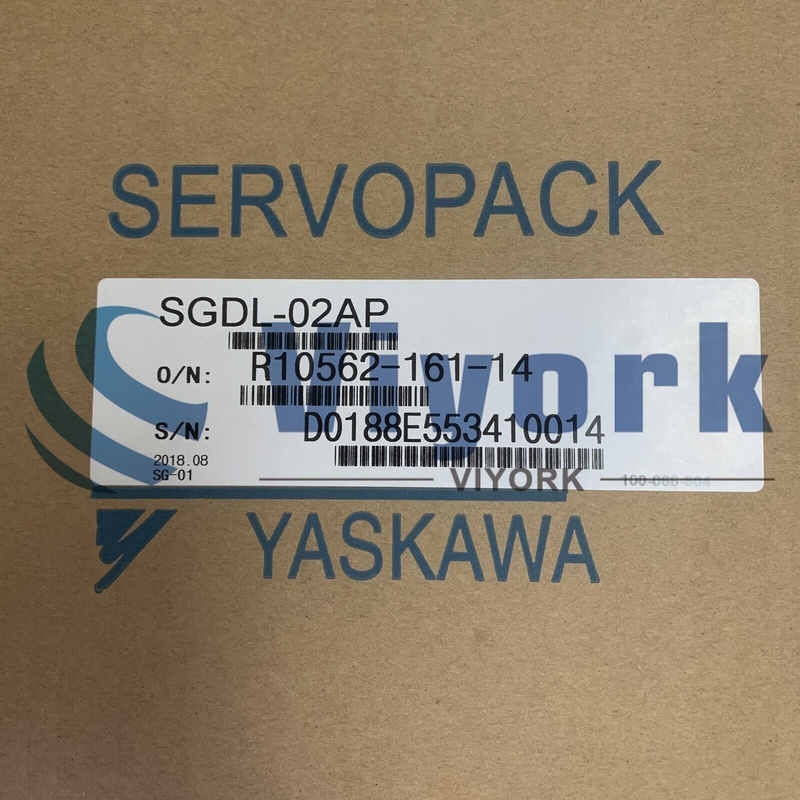 SERVOPACK
SGDL-02AP
O/N: R10562-161-14
S/N: D0188E553410014
2018.08
SG-01
Viyork
VIYORK
YASKAWA